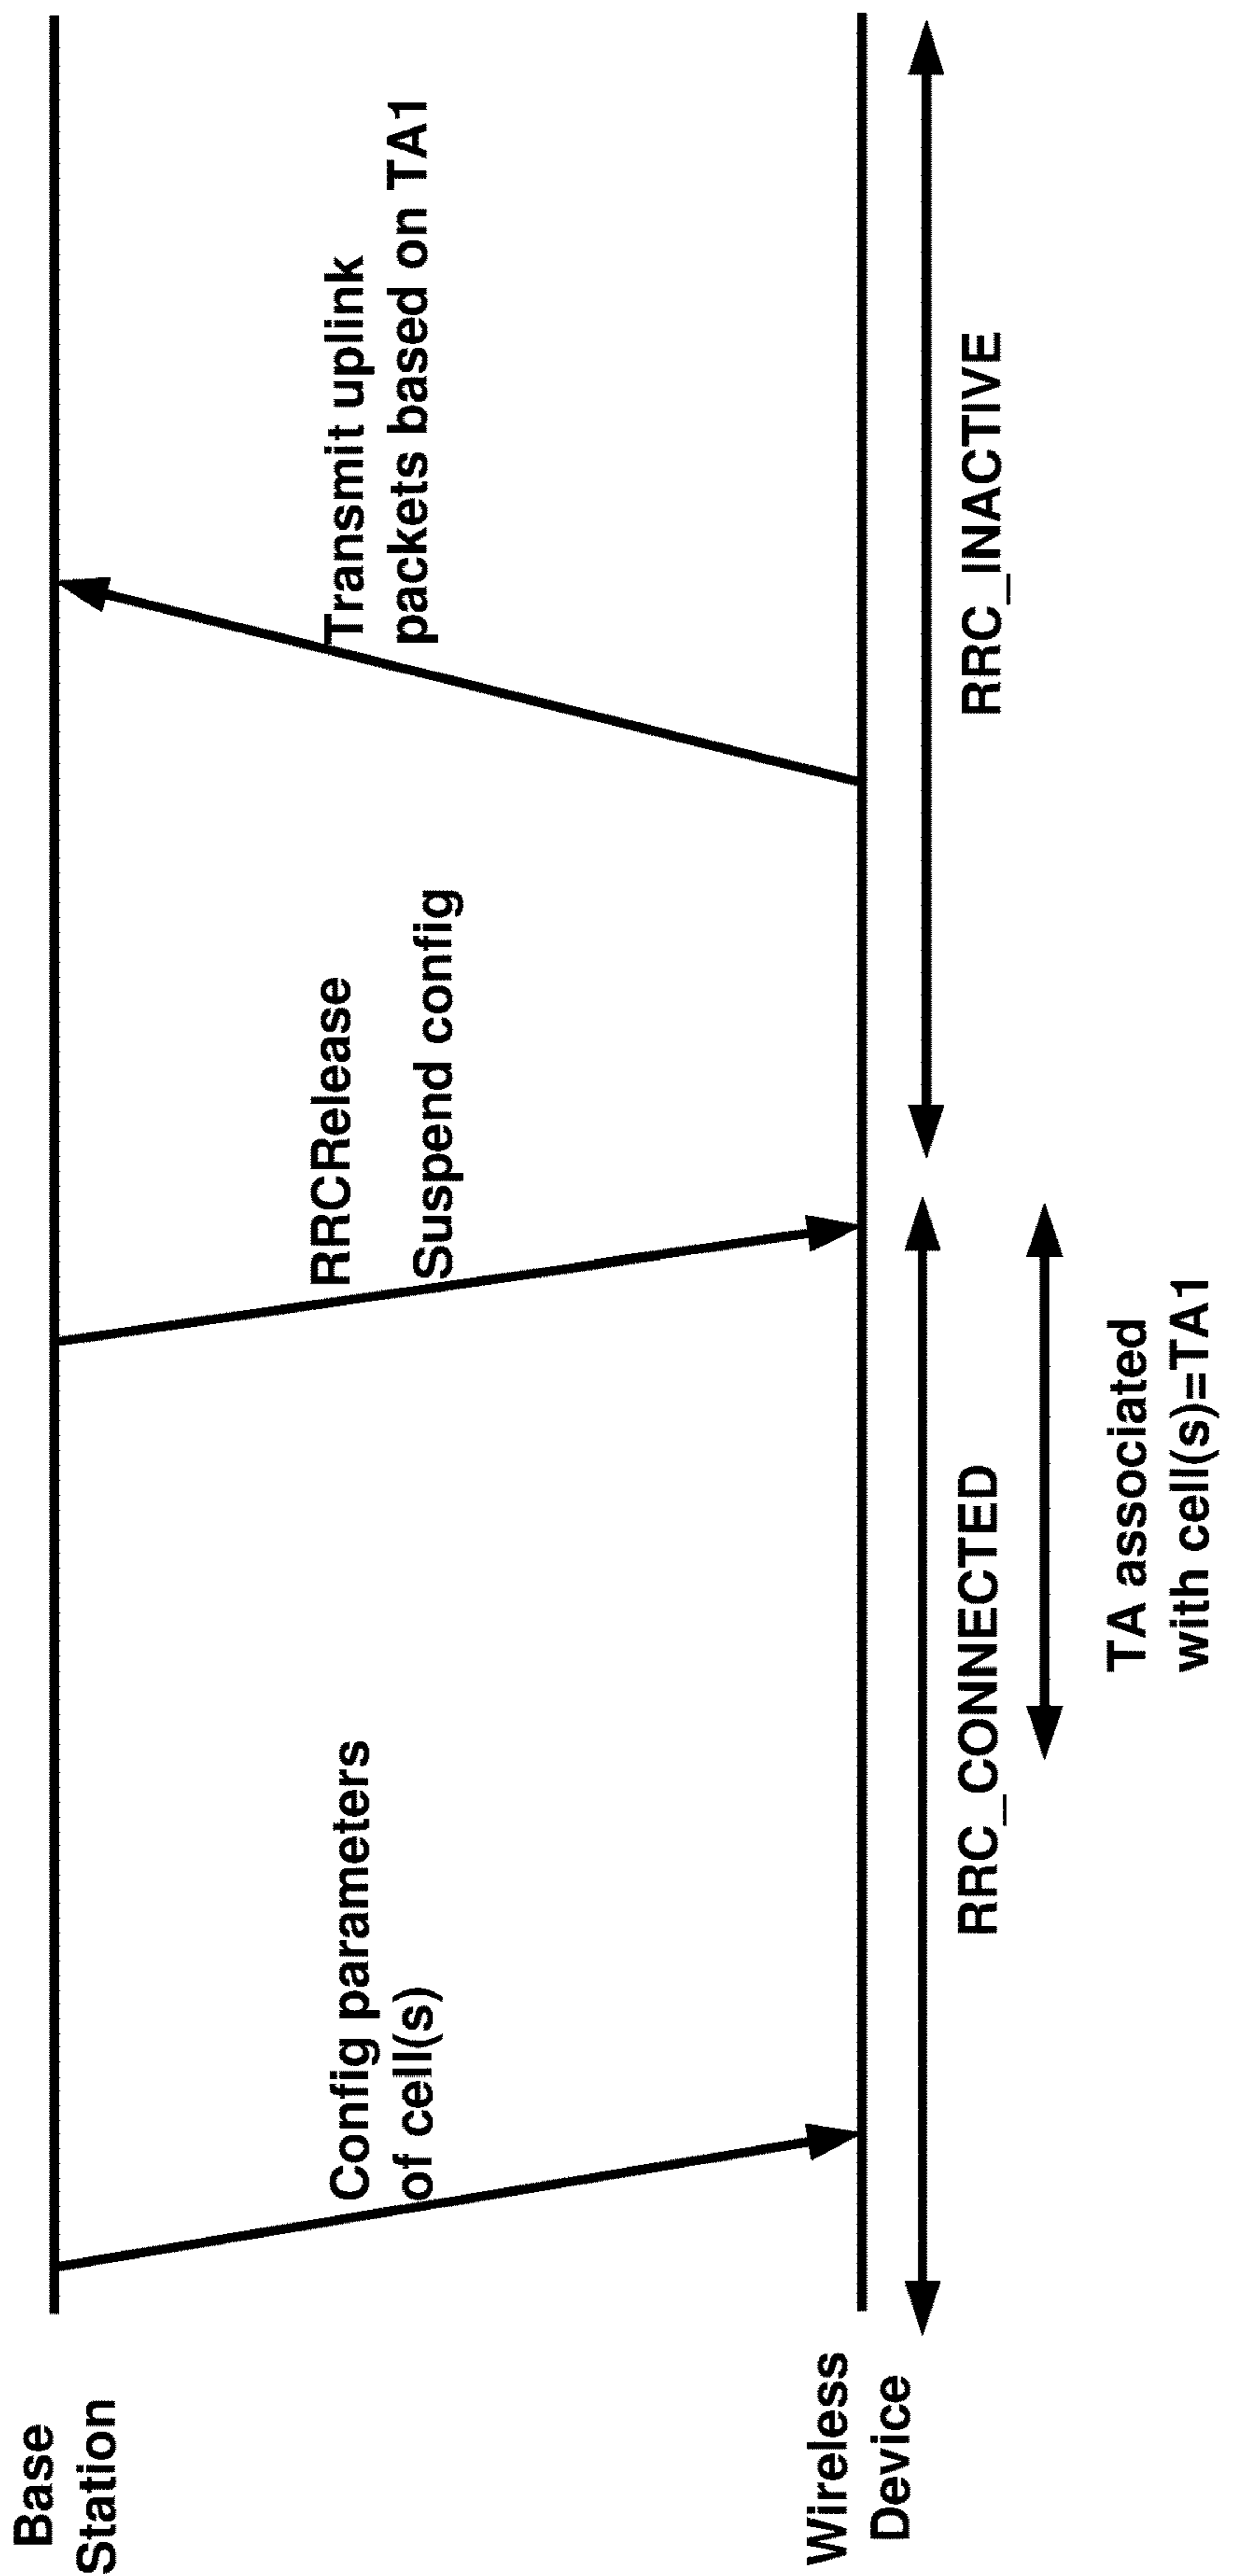 Base
Station
Wireless
Device
Config parameters
of cell(s)
RRCRelease
Suspend config
Transmit uplink
packets based on TA1
RRC_CONNECTED
RRC_INACTIVE
TA associated
with cell(s)=TA1